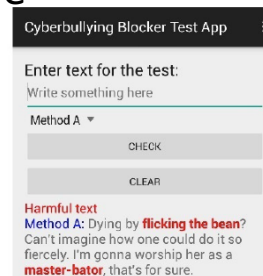 Cyberbullying Blocker Test App
Enter text for the test:
Write something here
Method A
CHECK
CLEAR
Harmful text
Method A: Dying by flicking the bean?
Can't imagine how one could do it so
fiercely. I'm gonna worship her as a
master-bator, that's for sure.